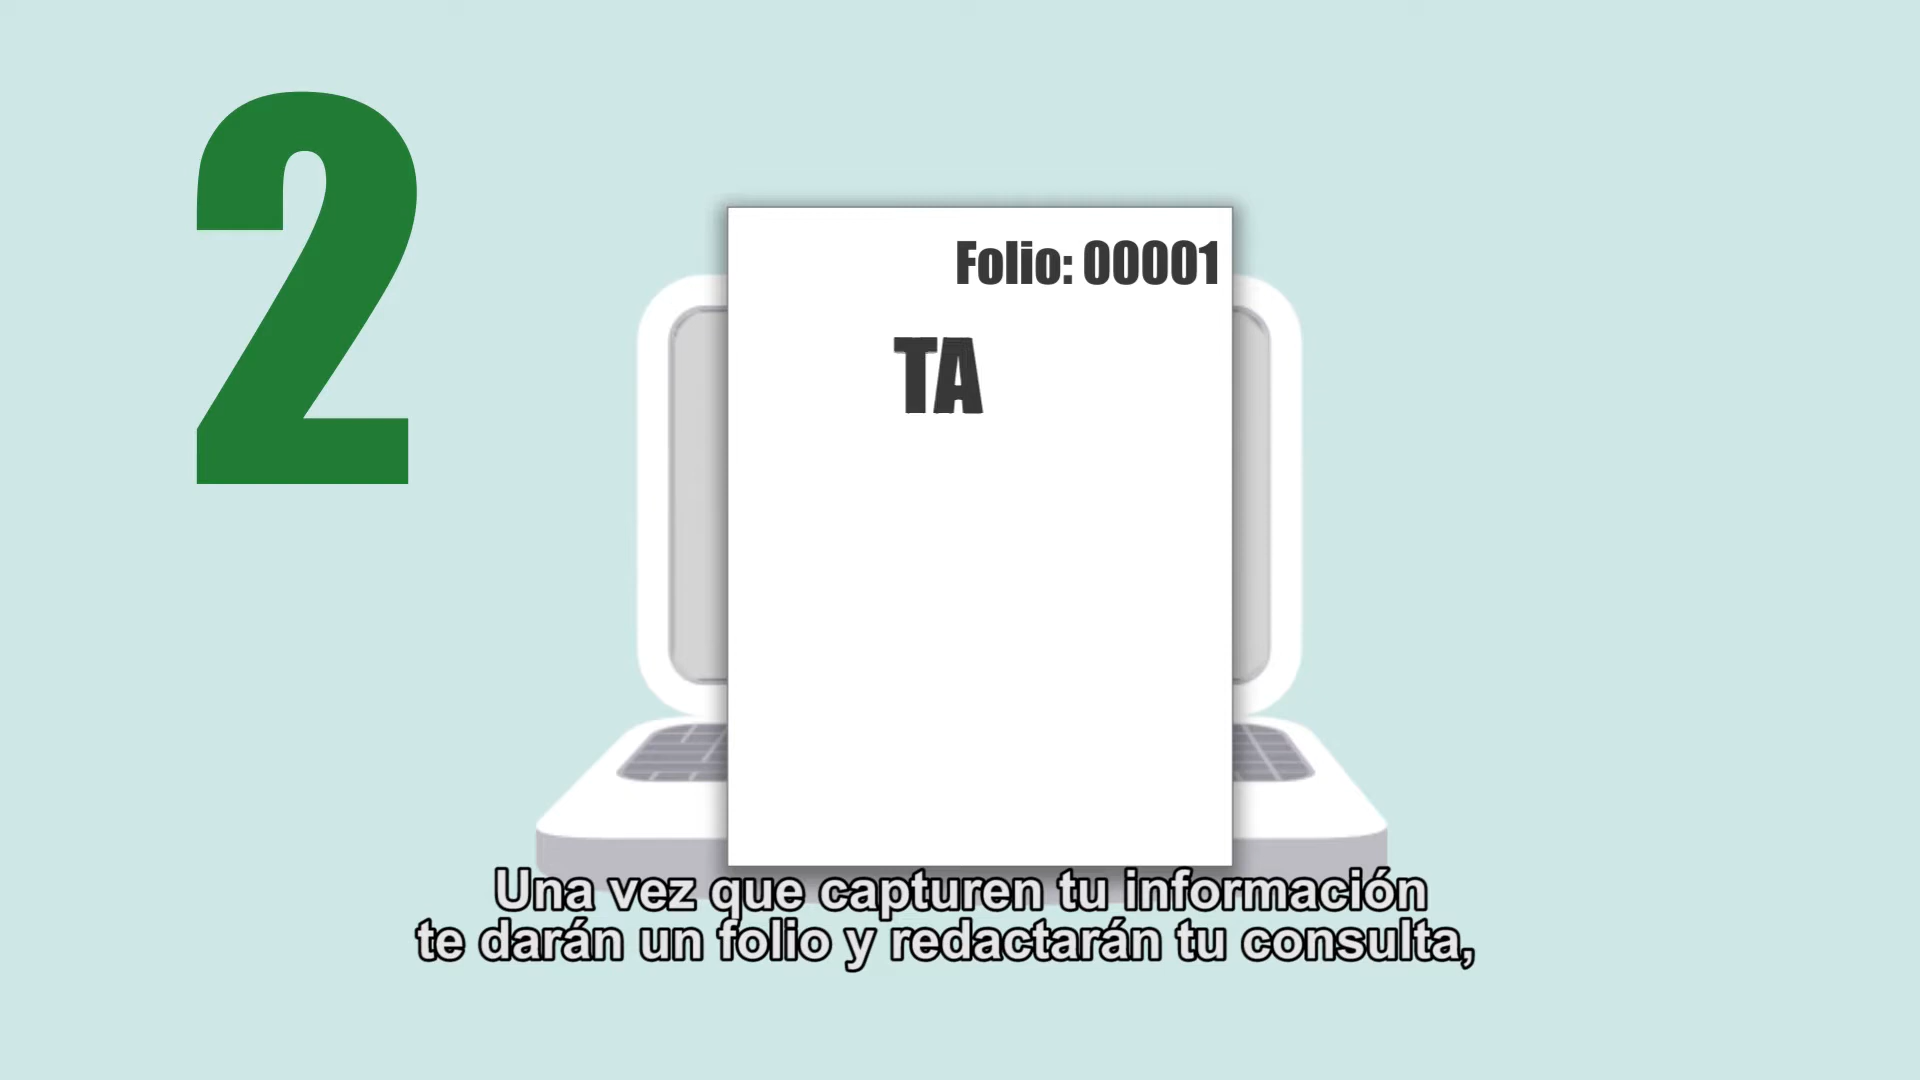 2
Folio: 00001
TA
Una vez que capturen tu información
te darán un folio y redactarán tu consulta,